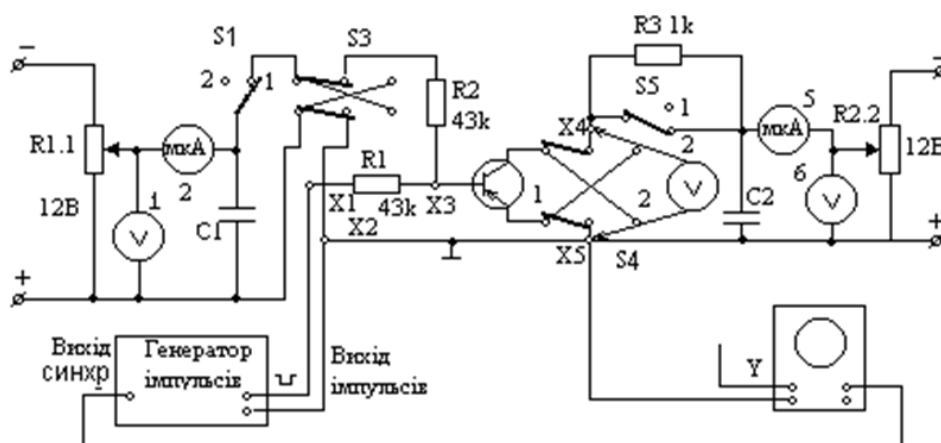 S1
S3
R3 1k
2
1
S5
1
5
R2
43k
X4
мкА
R2.2
R1.1
мкА
2
12В
2
R1
1
2
V
6
V
1
X1
43k
X3
C2
12В
V
C1
X2
X5
S4
Вихід
синхр
Генератор
імпульсів
Вихід
імпульсів
Y